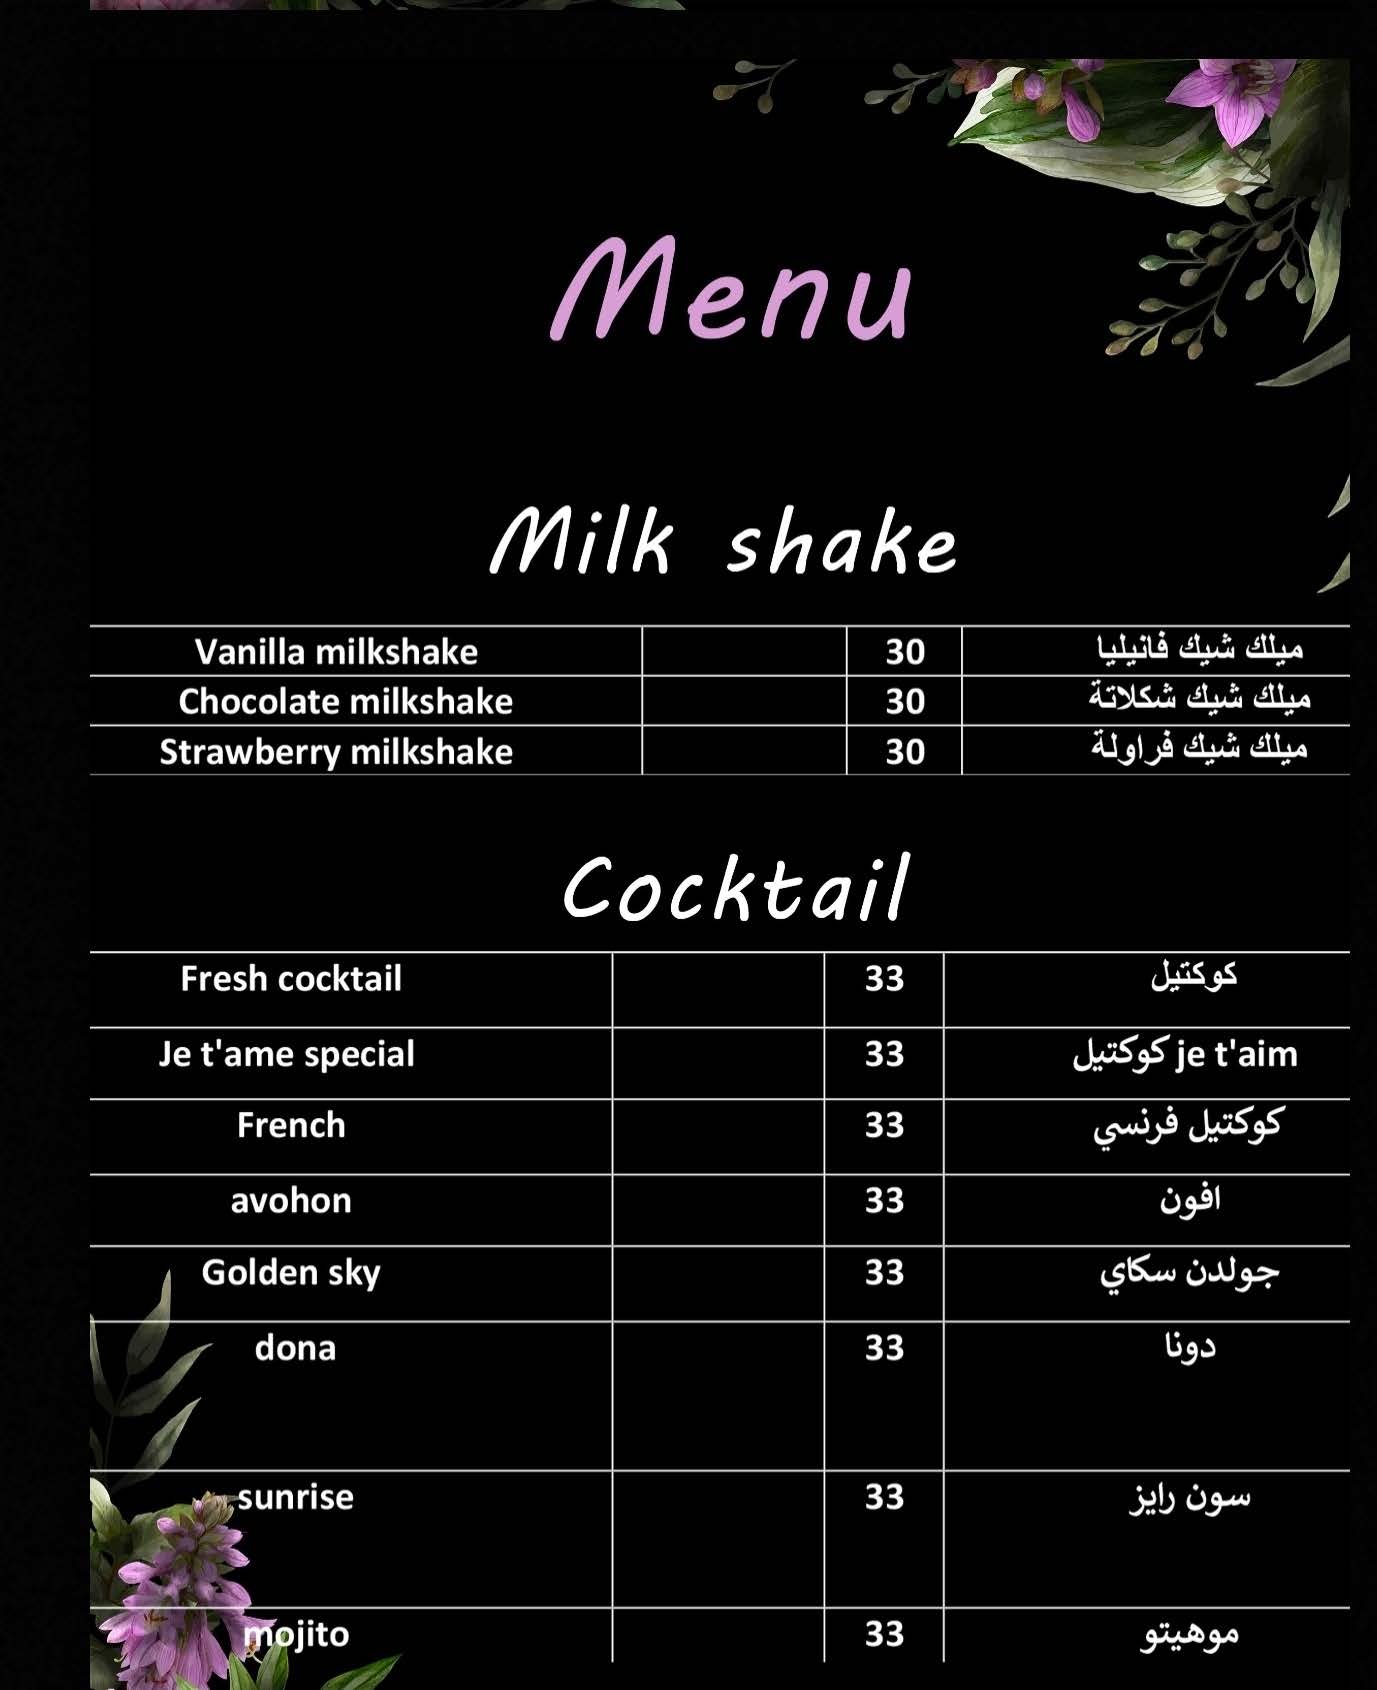 Menu
Milk shake
Vanilla milkshake 30 ميلك شيك فانيليا
Chocolate milkshake 30 ميلك شيك شكلاتة
Strawberry milkshake 30 ميلك شيك فراولة
Cocktail
Fresh cocktail 33 كوكتيل
Je t'ame special 33 كوكتيل je t'aim
French 33 كوكتيل فرنسي
avohon 33 افون
Golden sky 33 جولدن سكاي
dona 33 دونا
sunrise 33 سون رايز
mojito 33 موهيتو